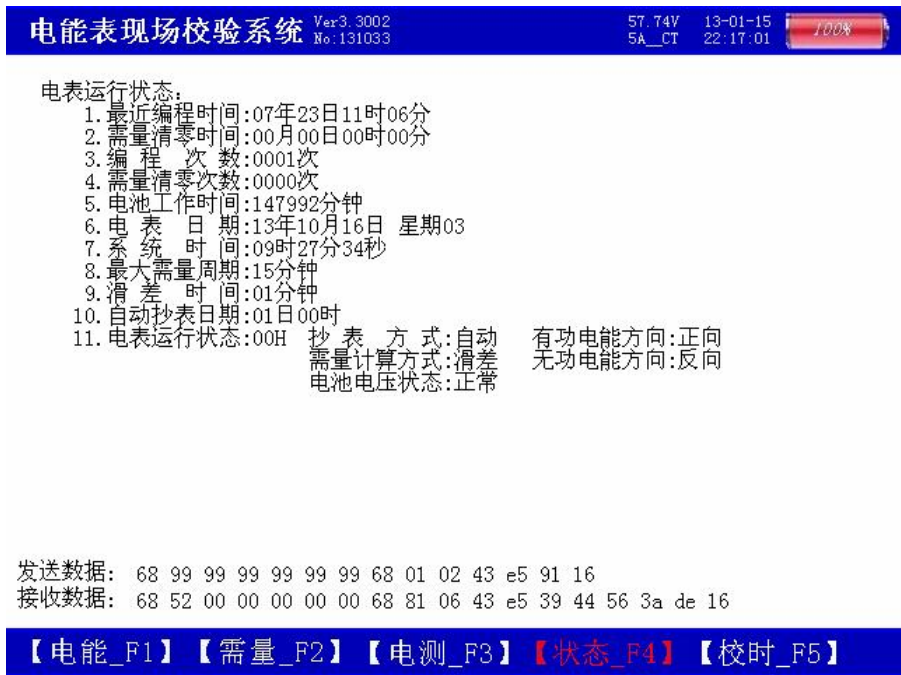 电能表现场校验系统 Ver3.3002 No:131033 57.74V 5A__CT 13-01-15 22:17:01 100%
电表运行状态:
1.最近编程时间:07年23日11时06分
2.需量清零时间:00月00日00时00分
3.编 程 次 数:0001次
4.需量清零次数:0000次
5.电池工作时间:147992分钟
6.电 表 日 期:13年10月16日 星期03
7.系 统 时 间:09时27分34秒
8.最大需量周期:15分钟
9.滑 差 时 间:01分钟
10.自动抄表日期:01日00时
11.电表运行状态:00H 抄 表 方 式:自动 有功电能方向:正向
需量计算方式:滑差 无功电能方向:反向
电池电压状态:正常
发送数据: 68 99 99 99 99 99 99 68 01 02 43 e5 91 16
接收数据: 68 52 00 00 00 00 00 68 81 06 43 e5 39 44 56 3a de 16
【电能_F1】【需量_F2】【电测_F3】【状态_F4】【校时_F5】